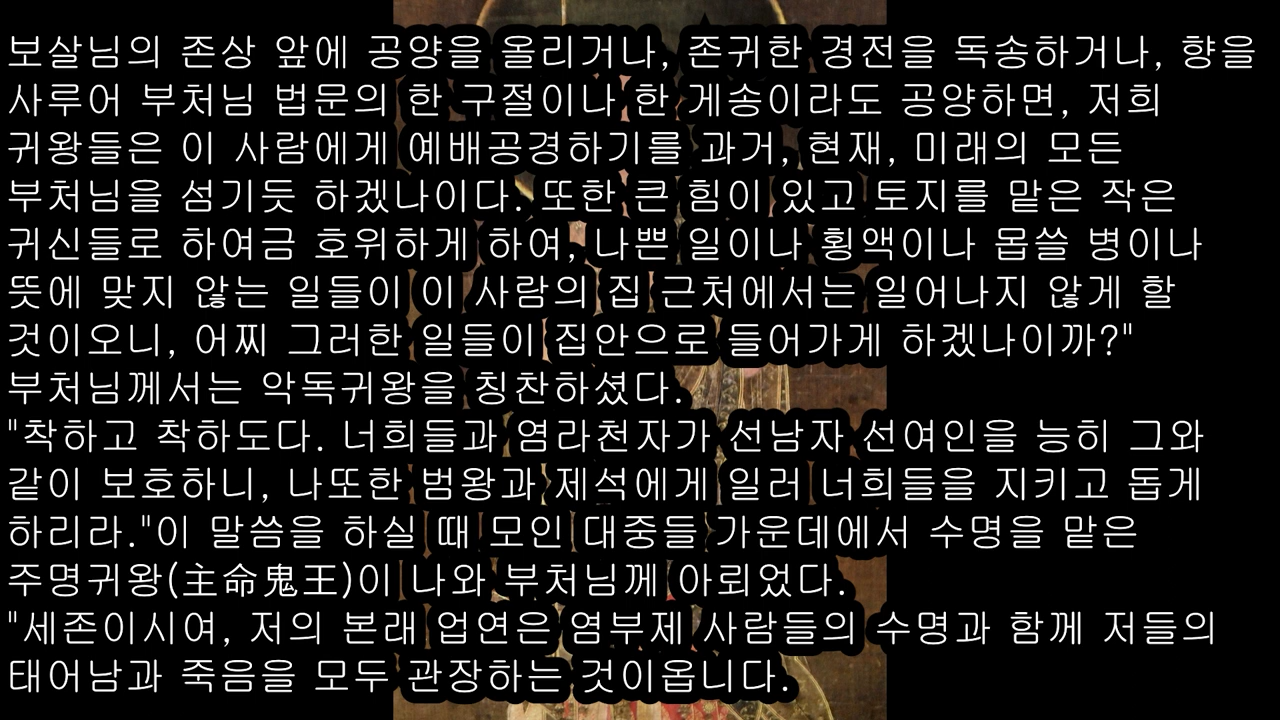 보살님의 존상 앞에 공양을 올리거나, 존귀한 경전을 독송하거나, 향을
사루어 부처님 법문의 한 구절이나 한 게송이라도 공양하면, 저희
귀왕들은 이 사람에게 예배공경하기를 과거, 현재, 미래의 모든
부처님을 섬기듯 하겠나이다. 또한 큰 힘이 있고 토지를 맡은 작은
귀신들로 하여금 호위하게 하여, 나쁜 일이나 횡액이나 몹쓸 병이나
뜻에 맞지 않는 일들이 이 사람의 집 근처에서는 일어나지 않게 할
것이오니, 어찌 그러한 일들이 집안으로 들어가게 하겠나이까?"
부처님께서는 악독귀왕을 칭찬하셨다.
"착하고 착하도다. 너희들과 염라천자가 선남자 선여인을 능히 그와
같이 보호하니, 나또한 범왕과 제석에게 일러 너희들을 지키고 돕게
하리라."이 말씀을 하실 때 모인 대중들 가운데에서 수명을 맡은
주명귀왕(主命鬼王)이 나와 부처님께 아뢰었다.
"세존이시여, 저의 본래 업연은 염부제 사람들의 수명과 함께 저들의
태어남과 죽음을 모두 관장하는 것이옵니다.